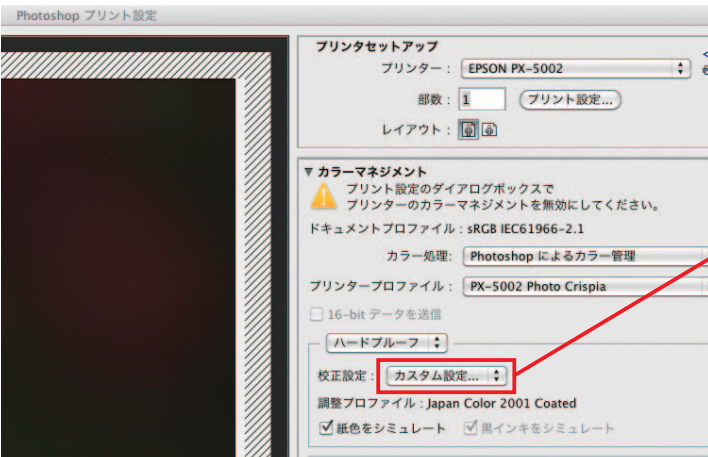 Photoshop プリント設定
プリンタセットアップ
プリンター： EPSON PX-5002
部数： 1 プリント設定...
レイアウト：
▼ カラーマネジメント
プリント設定のダイアログボックスで
プリンターのカラーマネジメントを無効にしてください。
ドキュメントプロファイル：sRGB IEC61966-2.1
カラー処理: Photoshop によるカラー管理
プリンタープロファイル： PX-5002 Photo Crispia
16-bit データを送信
ハードプルーフ
校正設定： カスタム設定...
調整プロファイル：Japan Color 2001 Coated
紙色をシミュレート 黒インキをシミュレート